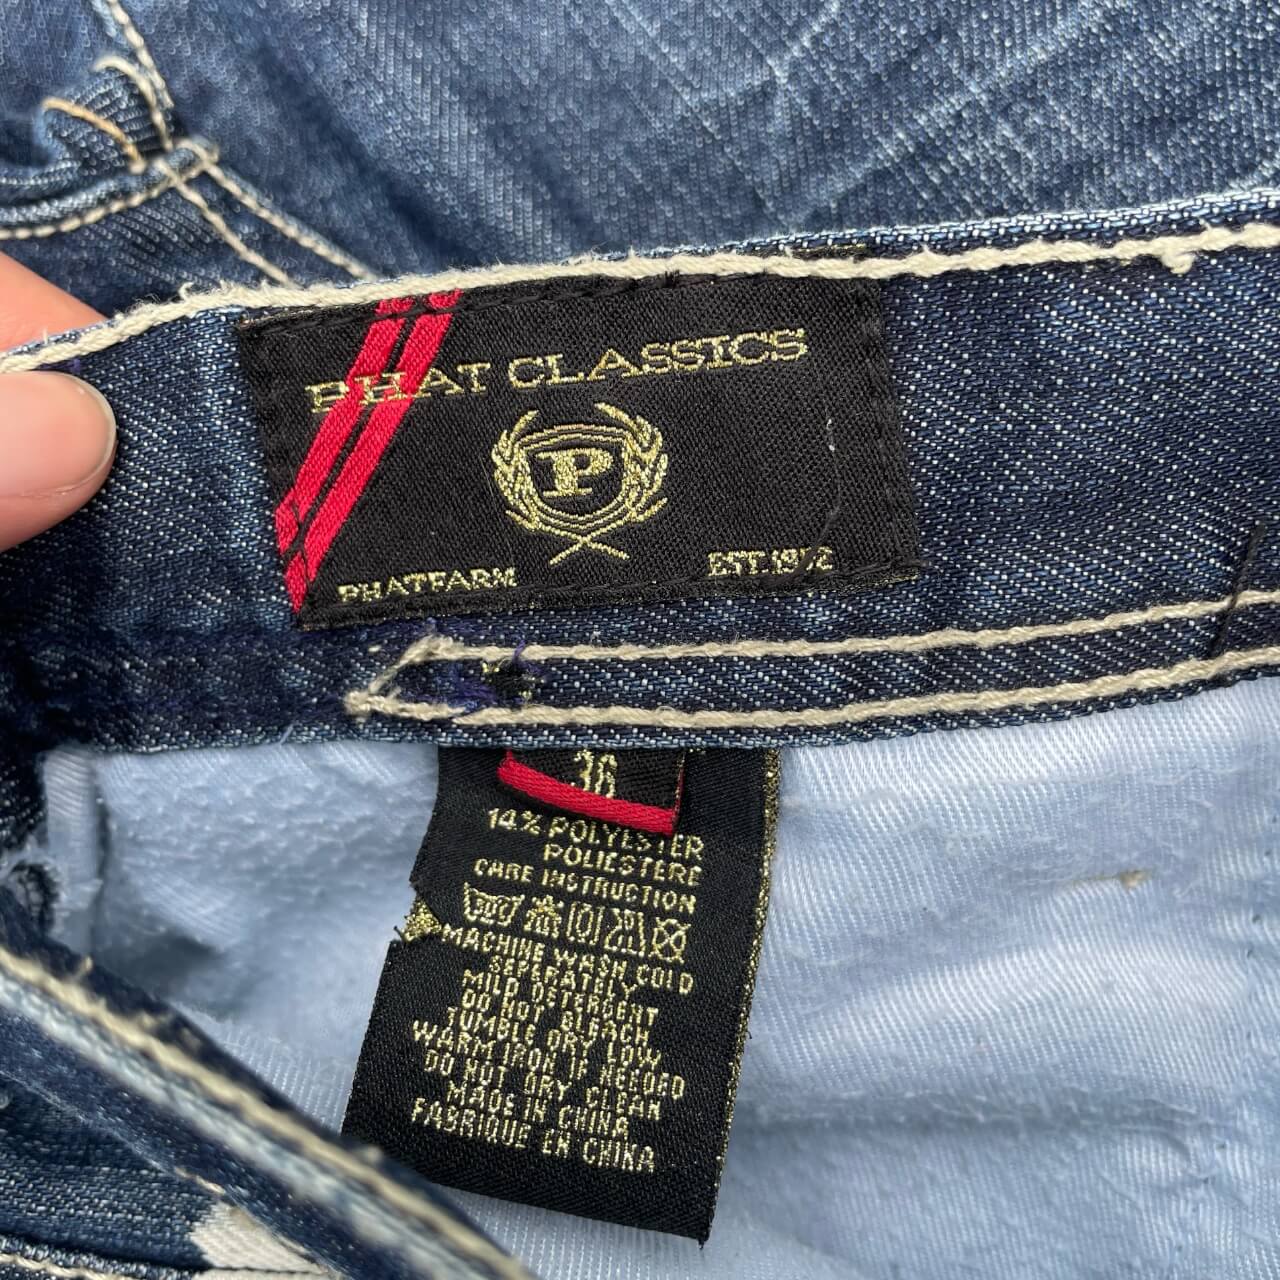 PHAT CLASSICS
P
PHATFARM
EST.1992
36
14% POLYESTER
POLIESTERE
CARE INSTRUCTION
MACHINE WASH COLD
SEPERATELY
MILD DETERGENT
DO NOT BLEACH
TUMBLE DRY LOW,
WARM IRON IF NEEDED
DO NOT DRY CLEAN
MADE IN CHINA
FABRIQUE EN CHINA